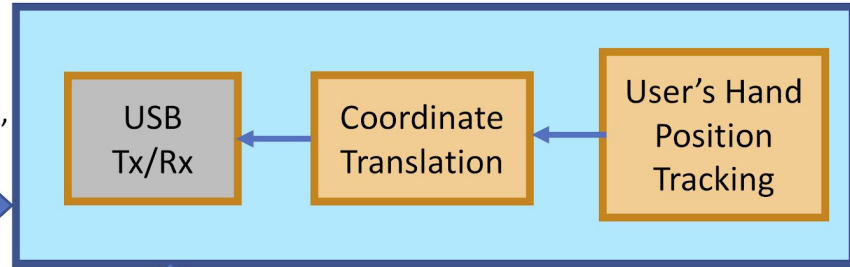 USB
Tx/Rx
Coordinate
Translation
User's Hand
Position
Tracking